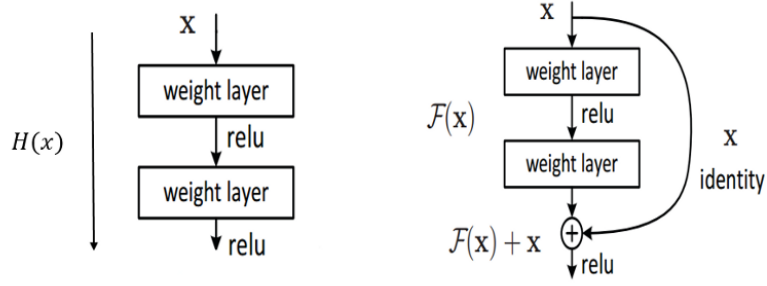 x
weight layer
relu
H(x)
weight layer
relu
x
weight layer
F(x)
relu
x
weight layer
identity
F(x) + x
+
relu